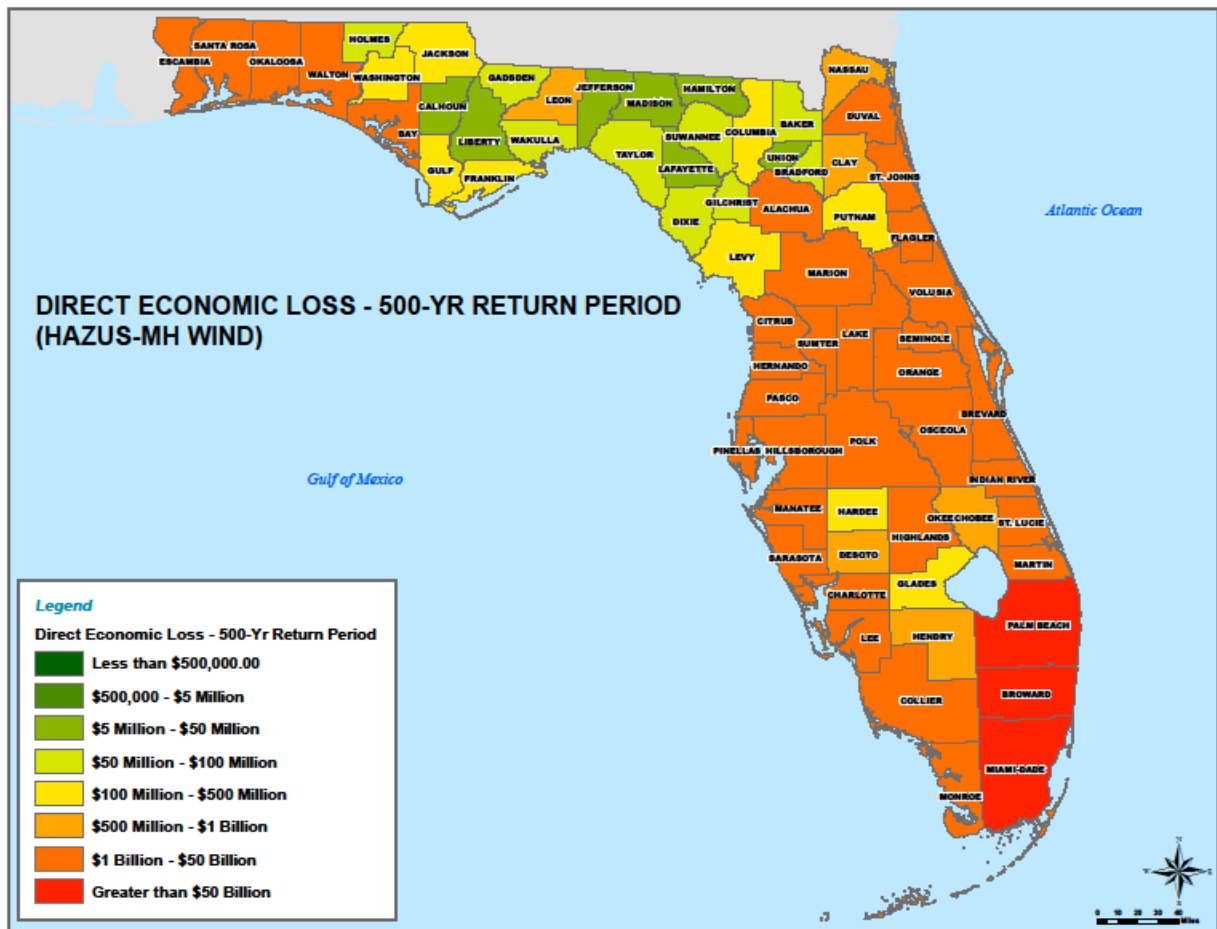 HOLMES
SANTA ROSA
JACKSON
ESCAMBIA
OKALOOSA
WALTON
WASHINGTON
GADSDEN
NASSAU
CALHOUN
LEON
JEFFERSON
HAMILTON
MADISON
DUVAL
BAY
LIBERTY
WAKULLA
SUWANNEE
COLUMBIA
BAKER
TAYLOR
UNION
CLAY
GULF
FRANKLIN
LAFAYETTE
BRADFORD
ST. JOHNS
GILCHRIST
ALACHUA
PUTNAM
DIXIE
FLAGLER
Atlantic Ocean
LEVY
MARION
VOLUSIA
DIRECT ECONOMIC LOSS - 500-YR RETURN PERIOD
(HAZUS-MH WIND)
CITRUS
LAKE
SUMTER
SEMINOLE
HERNANDO
ORANGE
PASCO
BREVARD
OSCEOLA
POLK
PINELLAS
HILLSBOROUGH
Gulf of Mexico
INDIAN RIVER
MANATEE
HARDEE
OKEECHOBEE
ST. LUCIE
HIGHLANDS
SARASOTA
DESOTO
MARTIN
GLADES
CHARLOTTE
PALM BEACH
LEE
HENDRY
BROWARD
COLLIER
MIAMI-DADE
MONROE
Legend
Direct Economic Loss - 500-Yr Return Period
Less than $500,000.00
$500,000 - $5 Million
$5 Million - $50 Million
$50 Million - $100 Million
$100 Million - $500 Million
$500 Million - $1 Billion
$1 Billion - $50 Billion
Greater than $50 Billion
N
0 10 20 30 40
Miles